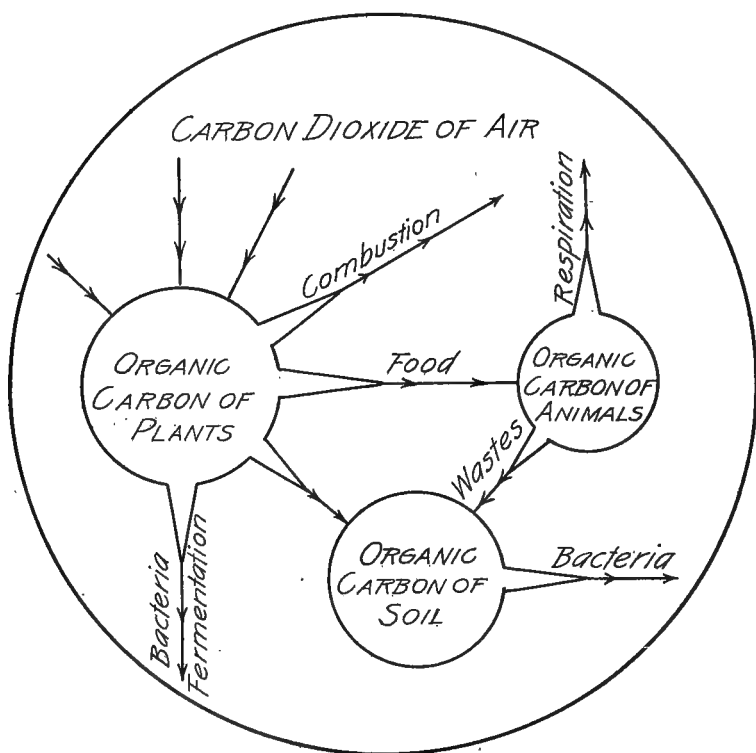 CARBON DIOXIDE OF AIR
Combustion
Respiration
ORGANIC
CARBON OF
PLANTS
Food
ORGANIC
CARBON OF
ANIMALS
Wastes
ORGANIC
CARBON OF
SOIL
Bacteria
Bacteria
Fermentation